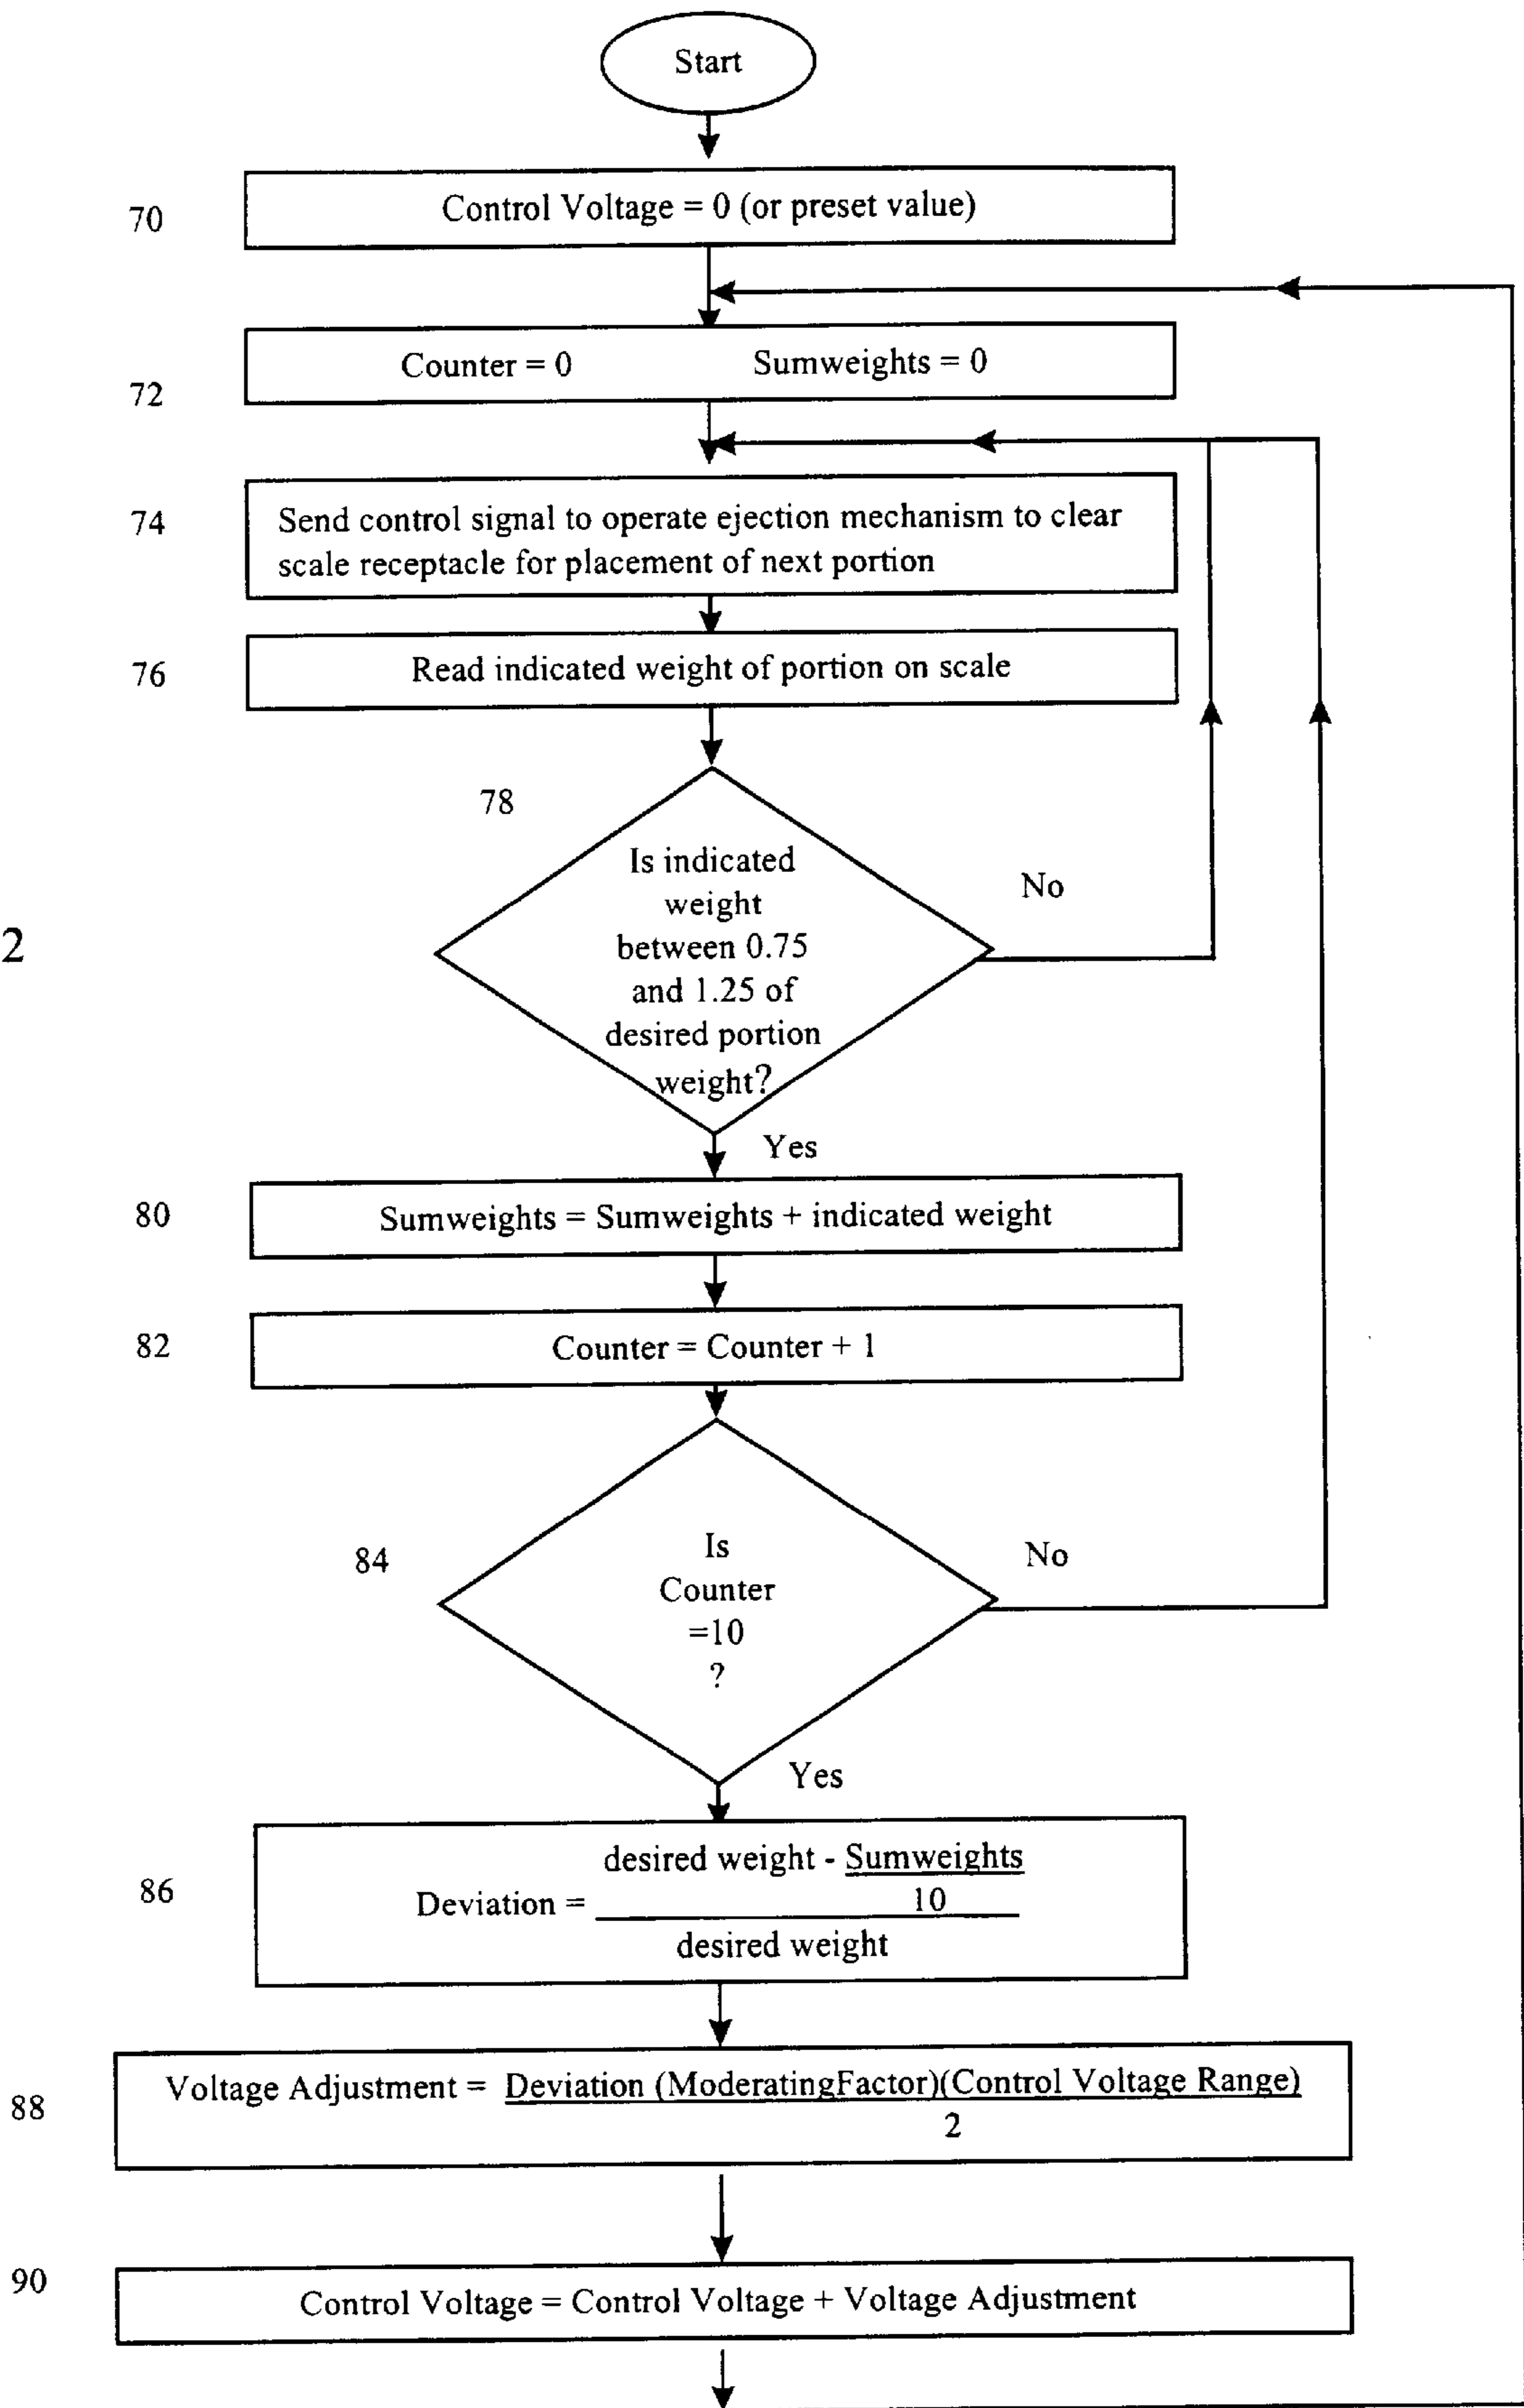 Start
70
Control Voltage = 0 (or preset value)
Counter = 0 Sumweights = 0
72
74
Send control signal to operate ejection mechanism to clear
scale receptacle for placement of next portion
76
Read indicated weight of portion on scale
78
Is indicated
weight
between 0.75
and 1.25 of
desired portion
weight?
No
2
Yes
80
Sumweights = Sumweights + indicated weight
82
Counter = Counter + 1
84
Is
Counter
=10
?
No
Yes
86
desired weight - Sumweights
Deviation = 10
desired weight
88
Voltage Adjustment = Deviation (ModeratingFactor)(Control Voltage Range)
2
90
Control Voltage = Control Voltage + Voltage Adjustment